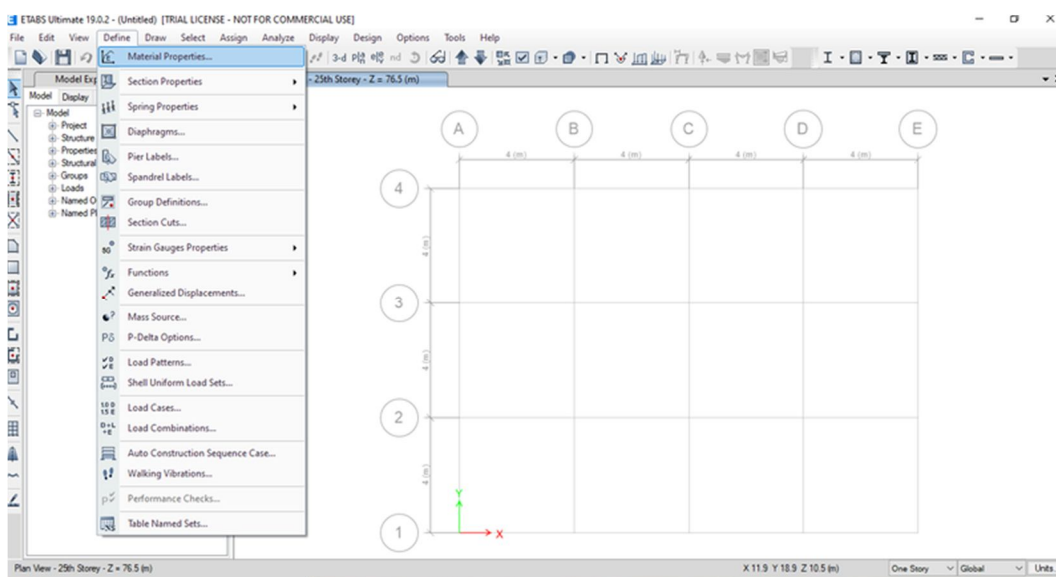 ETABS Ultimate 19.0.2 - (Untitled) [TRIAL LICENSE - NOT FOR COMMERCIAL USE]
File Edit View Define Draw Select Assign Analyze Display Design Options Tools Help
3-d nd
Model Exp
- 25th Storey - Z = 76.5 (m)
Model Display
Model
Project
Structure
Properties
Structural
Groups
Loads
Named O
Named Pl
Material Properties...
Section Properties
Spring Properties
Diaphragms...
Pier Labels...
Spandrel Labels...
Group Definitions...
Section Cuts...
Strain Gauges Properties
Functions
Generalized Displacements...
Mass Source...
P-Delta Options...
Load Patterns...
Shell Uniform Load Sets...
Load Cases...
Load Combinations...
Auto Construction Sequence Case...
Walking Vibrations...
Performance Checks...
Table Named Sets...
A B C D E
4 (m) 4 (m) 4 (m) 4 (m)
4
4 (m)
3
4 (m)
2
4 (m)
Y
1
X
Plan View - 25th Storey - Z = 76.5 (m)
X 11.9 Y 18.9 Z 10.5 (m)
One Story Global Units